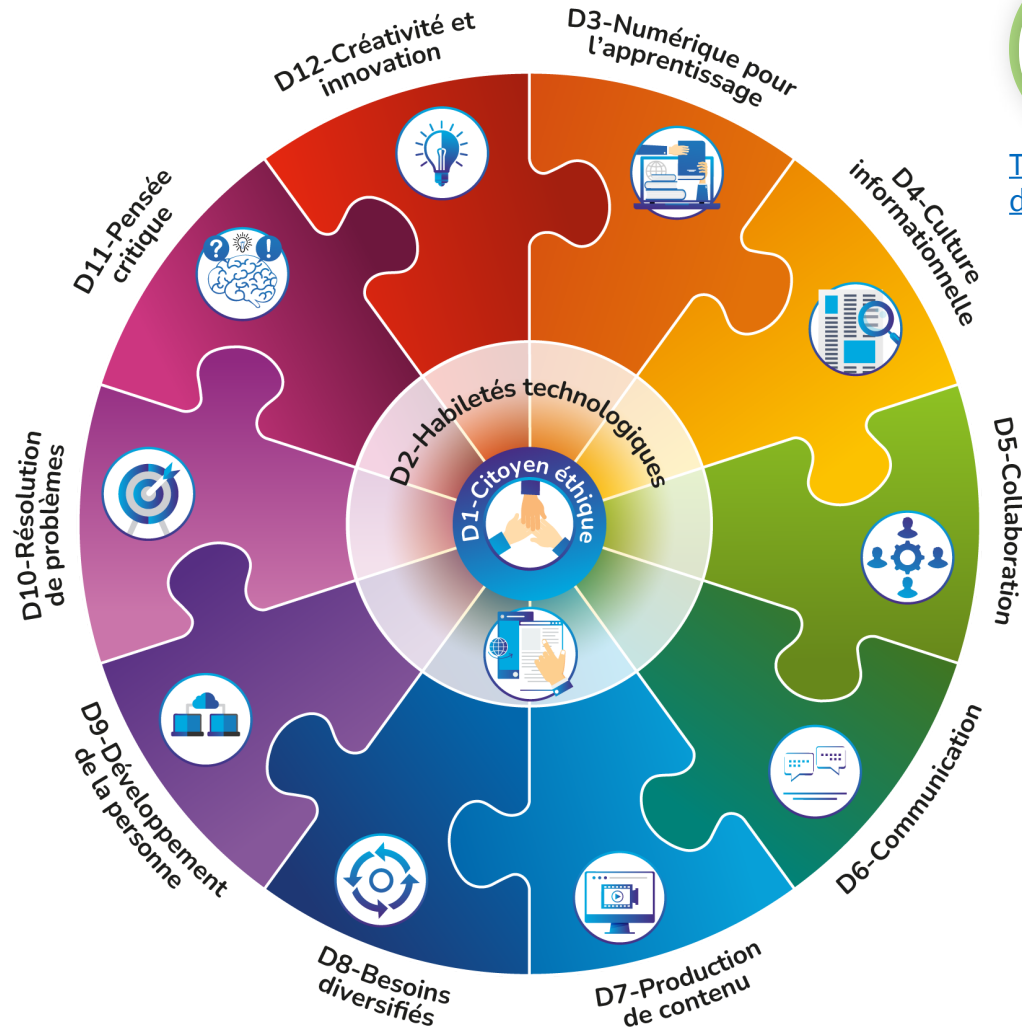 D12-Créativité et
innovation
D3-Numérique pour
l'apprentissage
D4-Culture
informationnelle
D5-Collaboration
D6-Communication
D7-Production
de contenu
D8-Besoins
diversifiés
D9-Développement
de la personne
D10-Résolution
de problèmes
D11-Pensée
critique
? !
D2-Habiletés technologiques
D1-Citoyen éthique